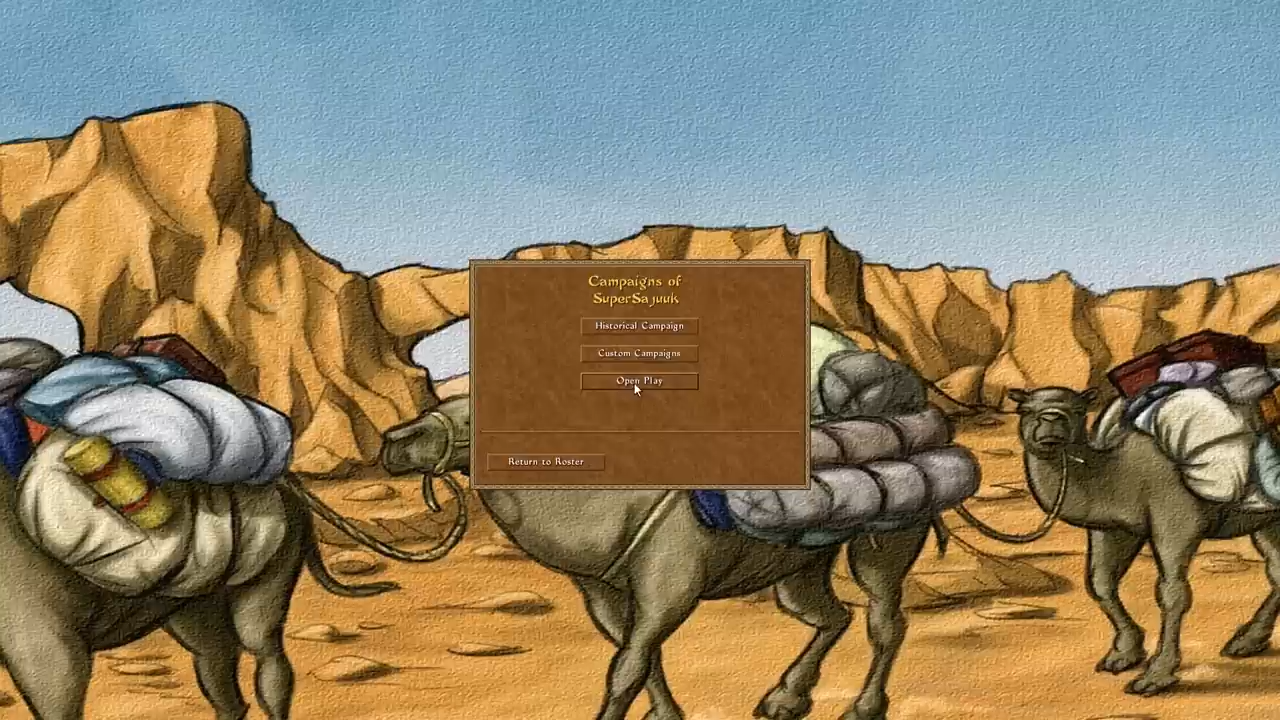 Campaigns of
SuperSajuuk
Historical Campaign
Custom Campaigns
Open Play
Return to Roster